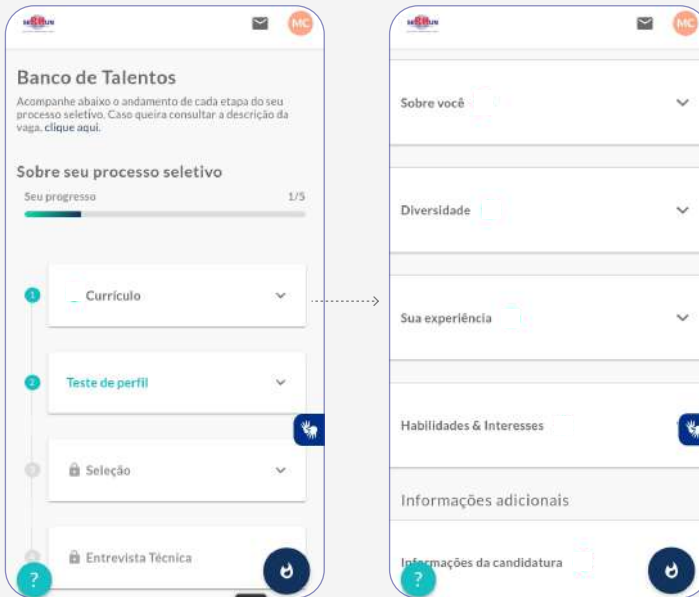 MC
Banco de Talentos
Acompanhe abaixo o andamento de cada etapa do seu
processo seletivo. Caso queira consultar a descrição da
vaga, clique aqui.
Sobre seu processo seletivo
Seu progresso 1/5
1 Currículo
2 Teste de perfil
3 Seleção
4 Entrevista Técnica
?
MC
Sobre você
Diversidade
Sua experiência
Habilidades & Interesses
Informações adicionais
Informações da candidatura
?